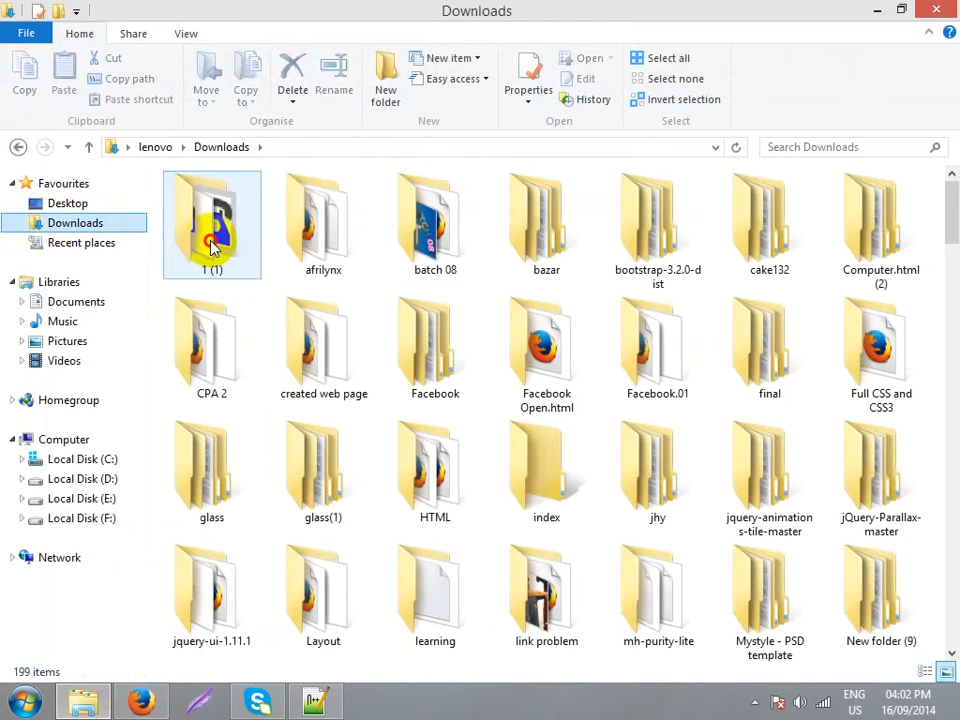 Downloads
File Home Share View
Copy
Paste
Cut
Copy path
Paste shortcut
Clipboard
Move to
Copy to
Delete
Rename
Organise
New folder
New item
Easy access
New
Properties
Open
Edit
History
Open
Select all
Select none
Invert selection
Select
lenovo Downloads
Search Downloads
Favourites
Desktop
Downloads
Recent places
Libraries
Documents
Music
Pictures
Videos
Homegroup
Computer
Local Disk (C:)
Local Disk (D:)
Local Disk (E:)
Local Disk (F:)
Network
1 (1)
afrilynx
batch 08
bazar
bootstrap-3.2.0-d
ist
cake132
Computer.html
(2)
CPA 2
created web page
Facebook
Facebook
Open.html
Facebook.01
final
Full CSS and
CSS3
glass
glass(1)
HTML
index
jhy
jquery-animation
s-tile-master
jQuery-Parallax-
master
jquery-ui-1.11.1
Layout
learning
link problem
mh-purity-lite
Mystyle - PSD
template
New folder (9)
199 items
ENG
US
04:02 PM
16/09/2014